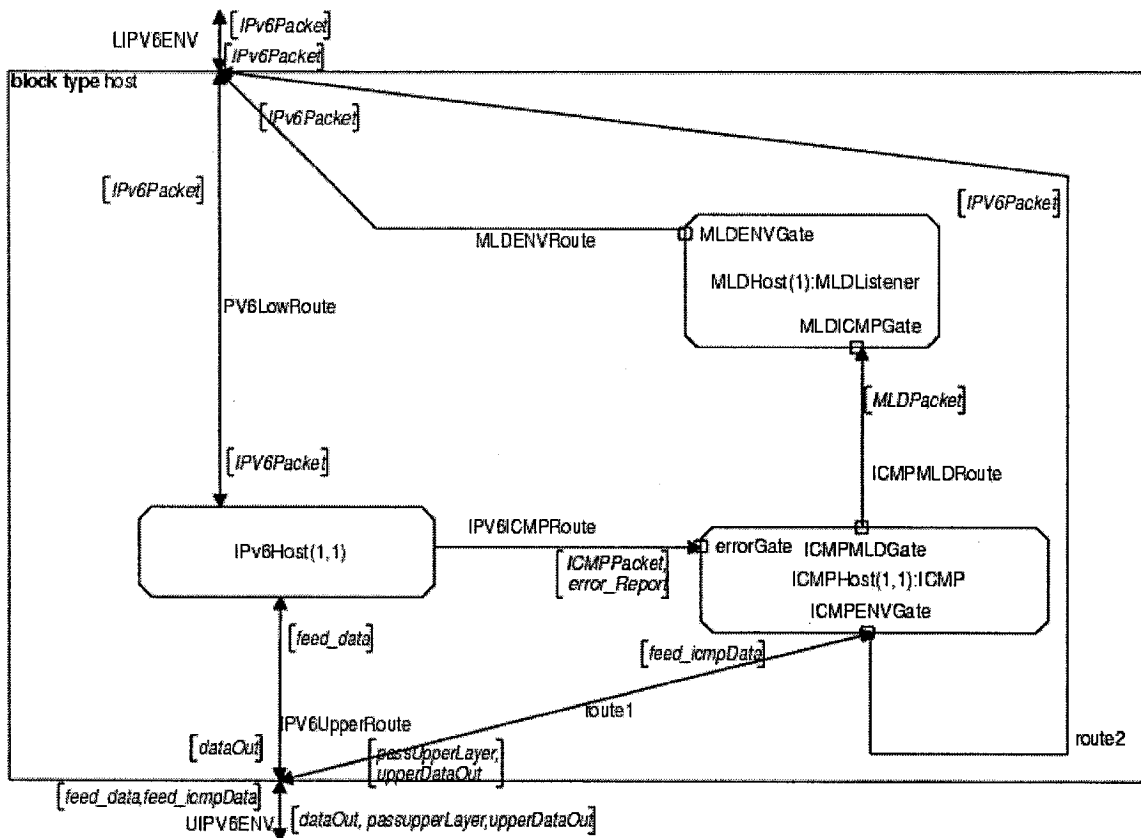 [IPv6Packet]
LIPV6ENV
[IPv6Packet]
block type host
[IPv6Packet]
[IPv6Packet]
[IPV6Packet]
MLDENVRoute
MLDENVGate
MLDHost(1):MLDListener
MLDICMPGate
PV6LowRoute
[MLDPacket]
[IPV6Packet]
ICMPMLDRoute
IPV6ICMPRoute
IPv6Host(1,1)
errorGate
ICMPMLDGate
[ICMPPacket,
error_Report]
ICMPHost(1,1):ICMP
ICMPENVGate
[feed_data]
[feed_icmpData]
route1
IPV6UpperRoute
route2
[dataOut]
[passUpperLayer,
upperDataOut]
[feed_data,feed_icmpData]
UIPV6ENV
[dataOut, passupperLayer,upperDataOut]